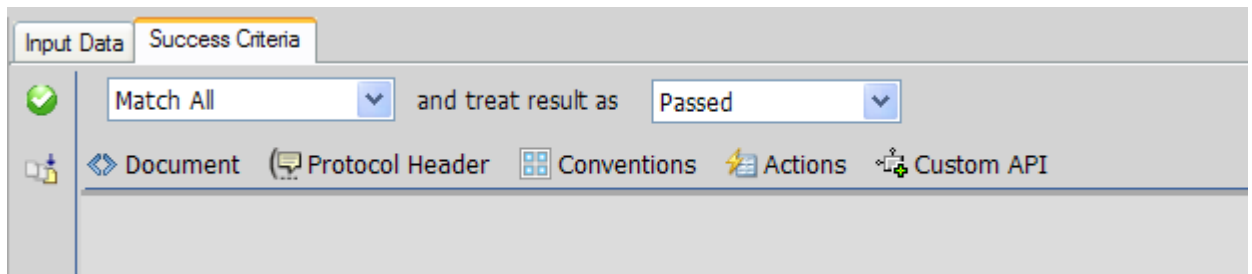 Input Data Success Criteria
Match All and treat result as Passed
Document Protocol Header Conventions Actions Custom API